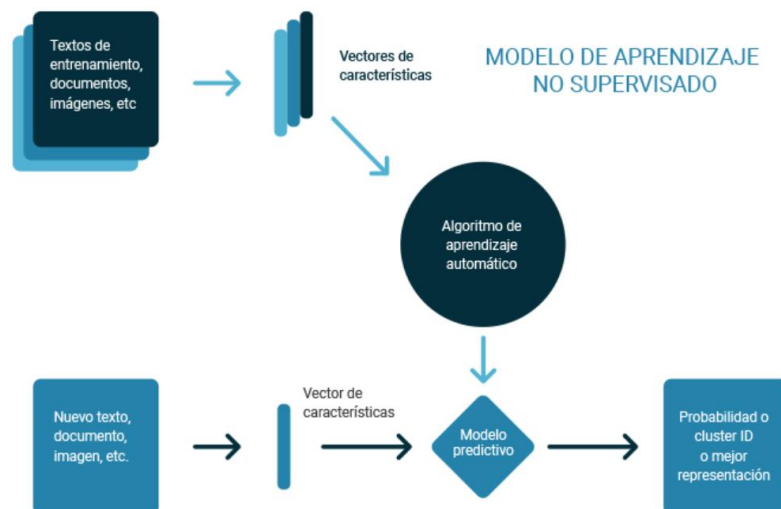 Textos de
entrenamiento,
documentos,
imágenes, etc
Vectores de
características
MODELO DE APRENDIZAJE
NO SUPERVISADO
Algoritmo de
aprendizaje
automático
Nuevo texto,
documento,
imagen, etc.
Vector de
características
Modelo
predictivo
Probabilidad o
cluster ID
o mejor
representación